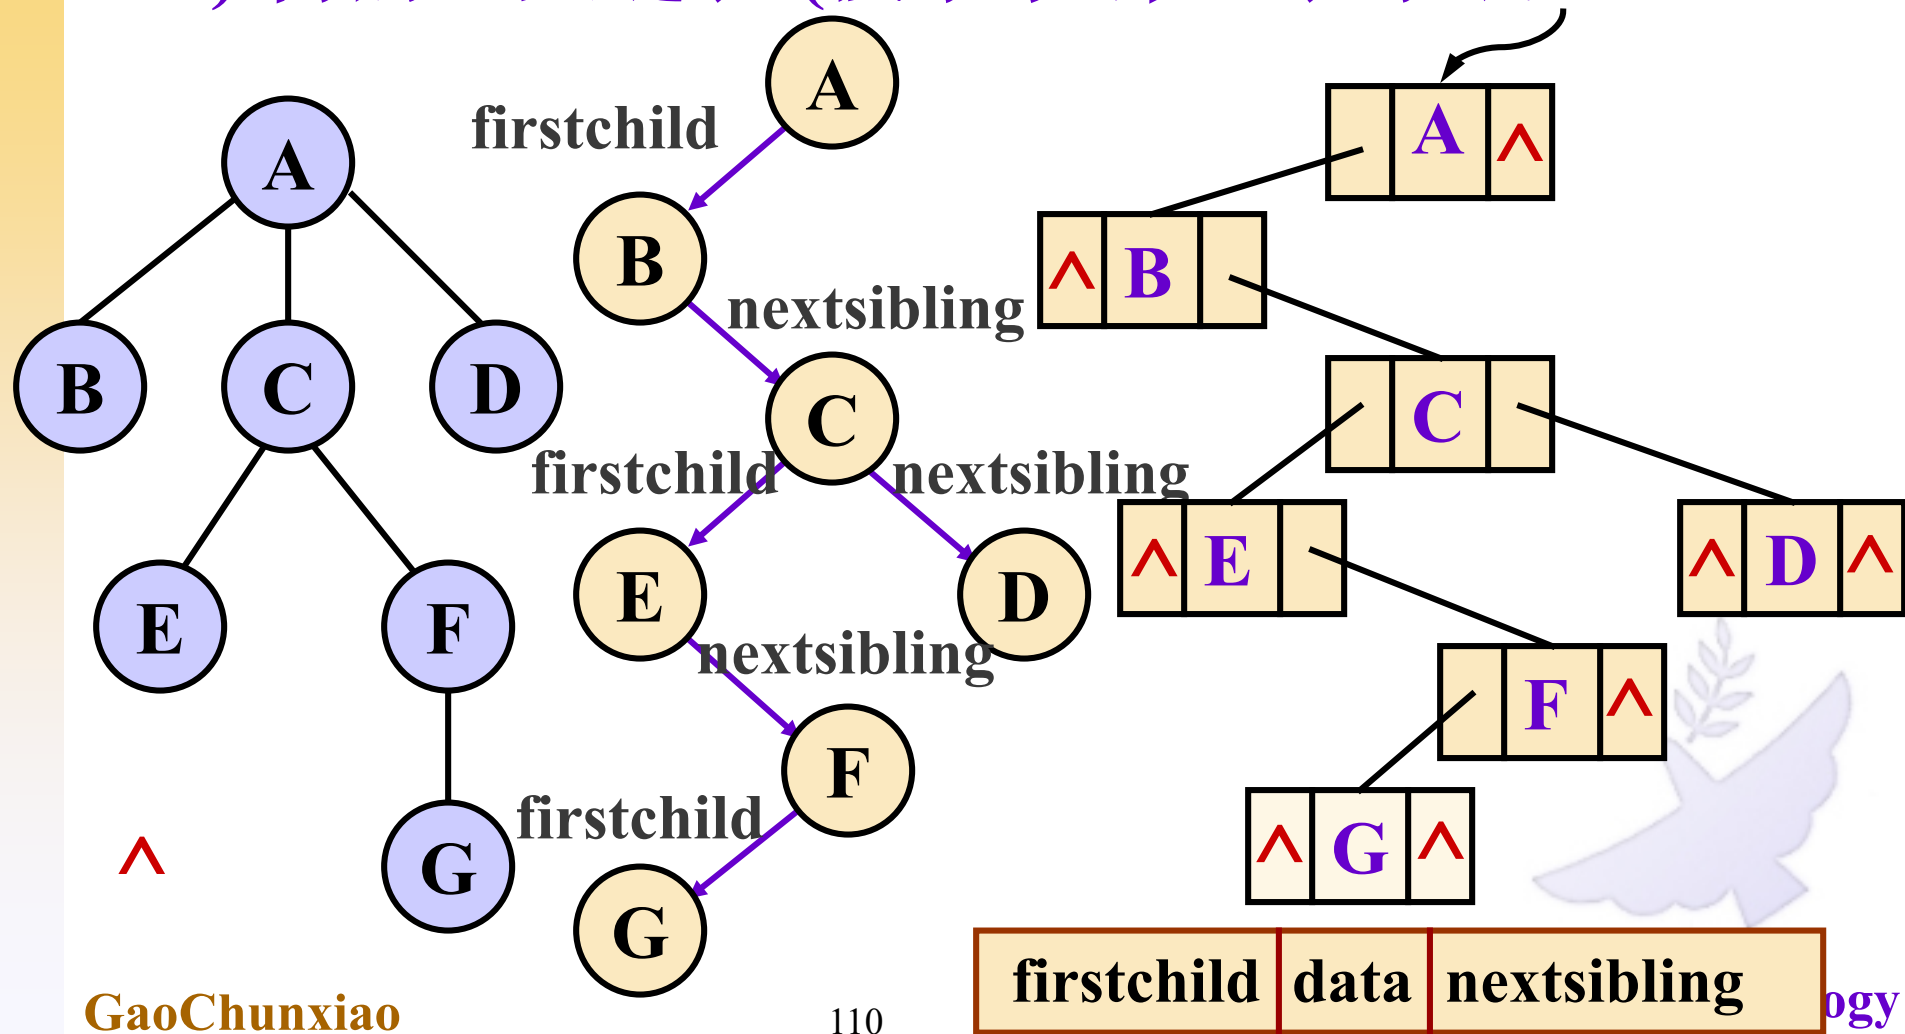 A
B C D
E F
G
^
A
firstchild
B
nextsibling
C
firstchild nextsibling
E D
nextsibling
F
firstchild
G
A ^
^ B
C
^ E
^ D ^
F ^
^ G ^
firstchild data nextsibling
GaoChunxiao 110 ogy